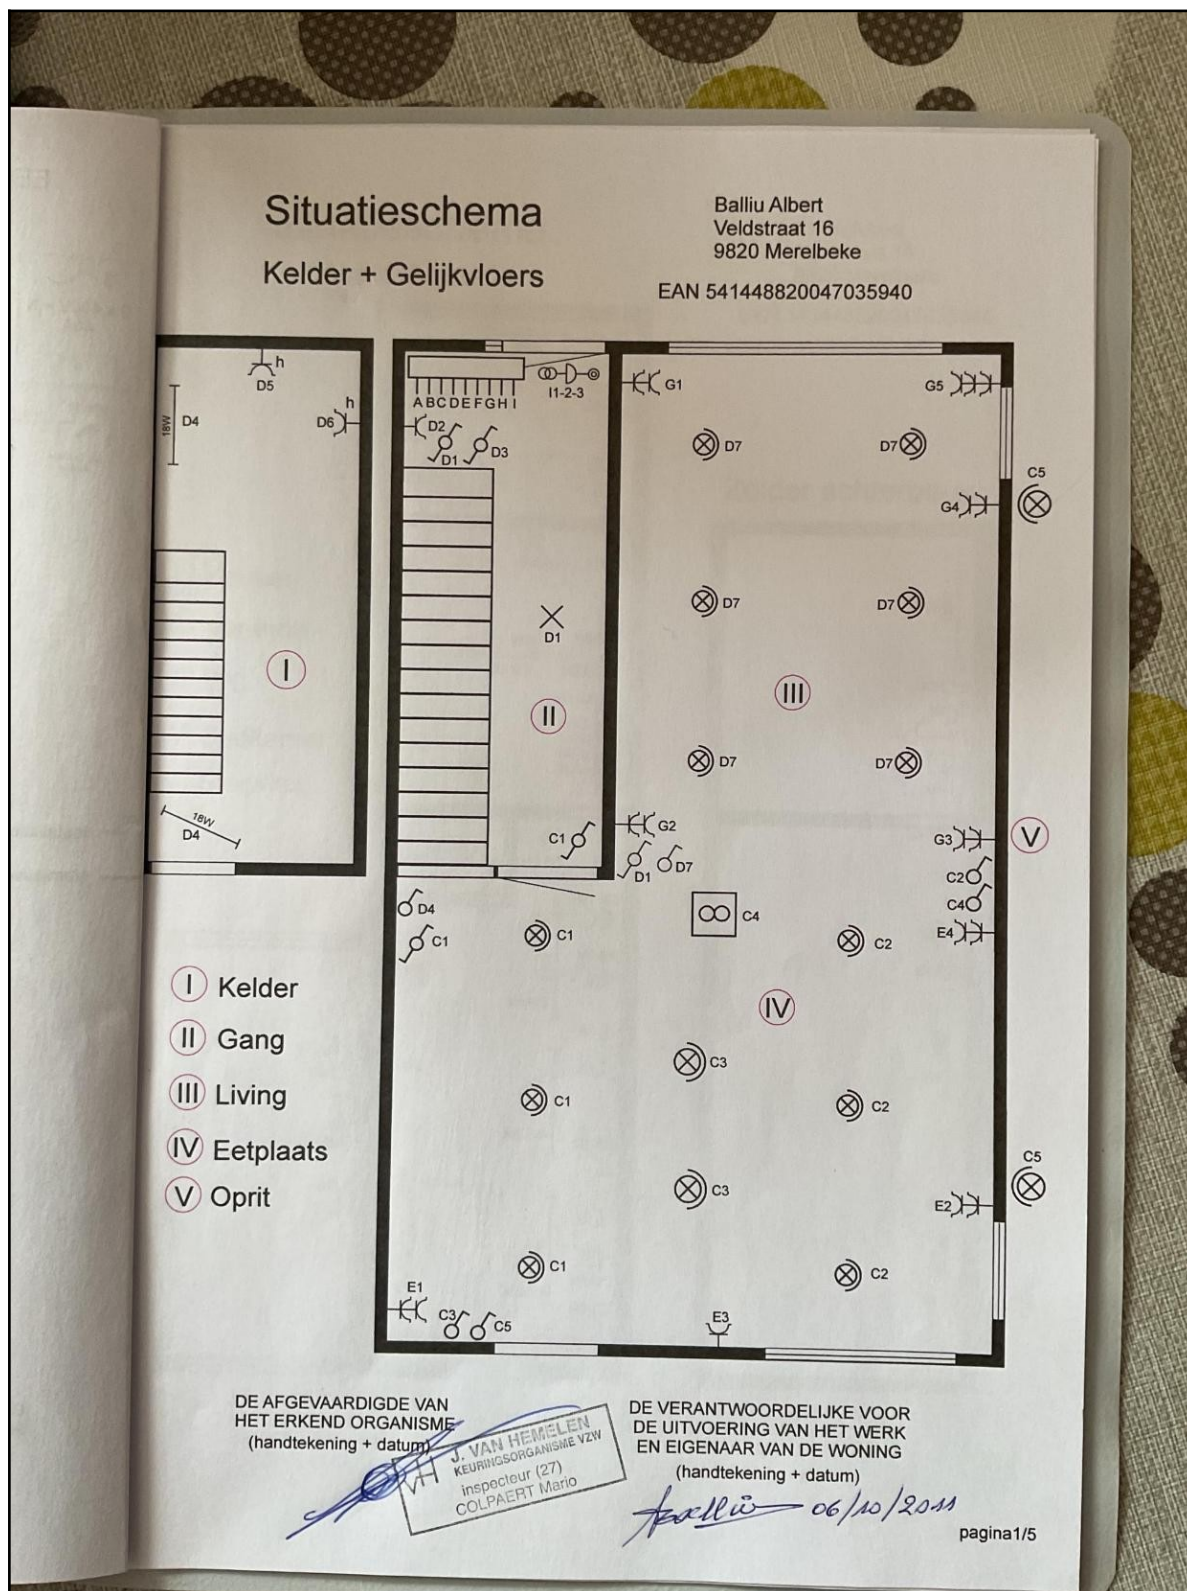 Situatieschema
Kelder + Gelijkvloers
Balliu Albert
Veldstraat 16
9820 Merelbeke
EAN 541448820047035940
h
D5
18W
D4
h
D6
I
18W
D4
A B C D E F G H I
I1-2-3
D2
D1
D3
D1
II
C1
G1
G5
D7
D7
C5
G4
D7
D7
III
D7
D7
G2
D1
D7
G3
V
C2
C4
E4
D4
C1
C1
C4
C2
IV
C3
C1
C2
C3
C5
E2
C1
C2
E1
C3
C5
E3
I Kelder
II Gang
III Living
IV Eetplaats
V Oprit
DE AFGEVAARDIGDE VAN
HET ERKEND ORGANISME
(handtekening + datum)
J. VAN HEMELEN
KEURINGSORGANISME VZW
inspecteur (27)
COLPAERT Mario
DE VERANTWOORDELIJKE VOOR
DE UITVOERING VAN HET WERK
EN EIGENAAR VAN DE WONING
(handtekening + datum)
06/10/2011
pagina1/5